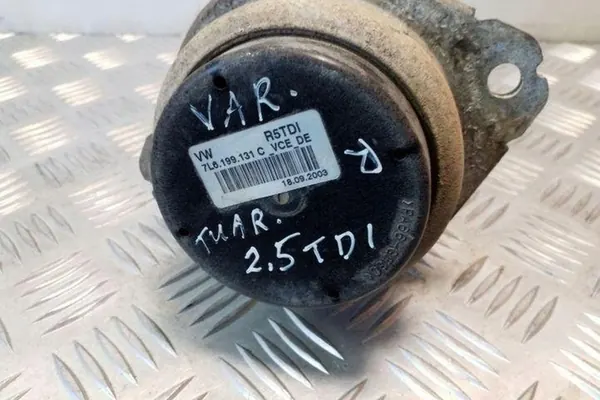 VAR.
VW R5TDI
7L6.199.131 C VCE DE
18.09.2003
R
TUAR.
2.5TDI